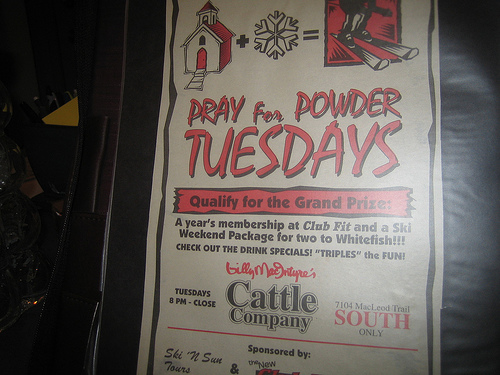 + =
PRAY For POWDER
TUESDAYS
Qualify for the Grand Prize:
A year's membership at Club Fit and a Ski
Weekend Package for two to Whitefish!!!
CHECK OUT THE DRINK SPECIALS! "TRIPLES" the FUN!
Billy MacIntyre's
Cattle
Company
TUESDAYS
8 PM - CLOSE
7104 MacLeod Trail
SOUTH
ONLY
Sponsored by:
Ski 'N Sun
Tours
&
the New